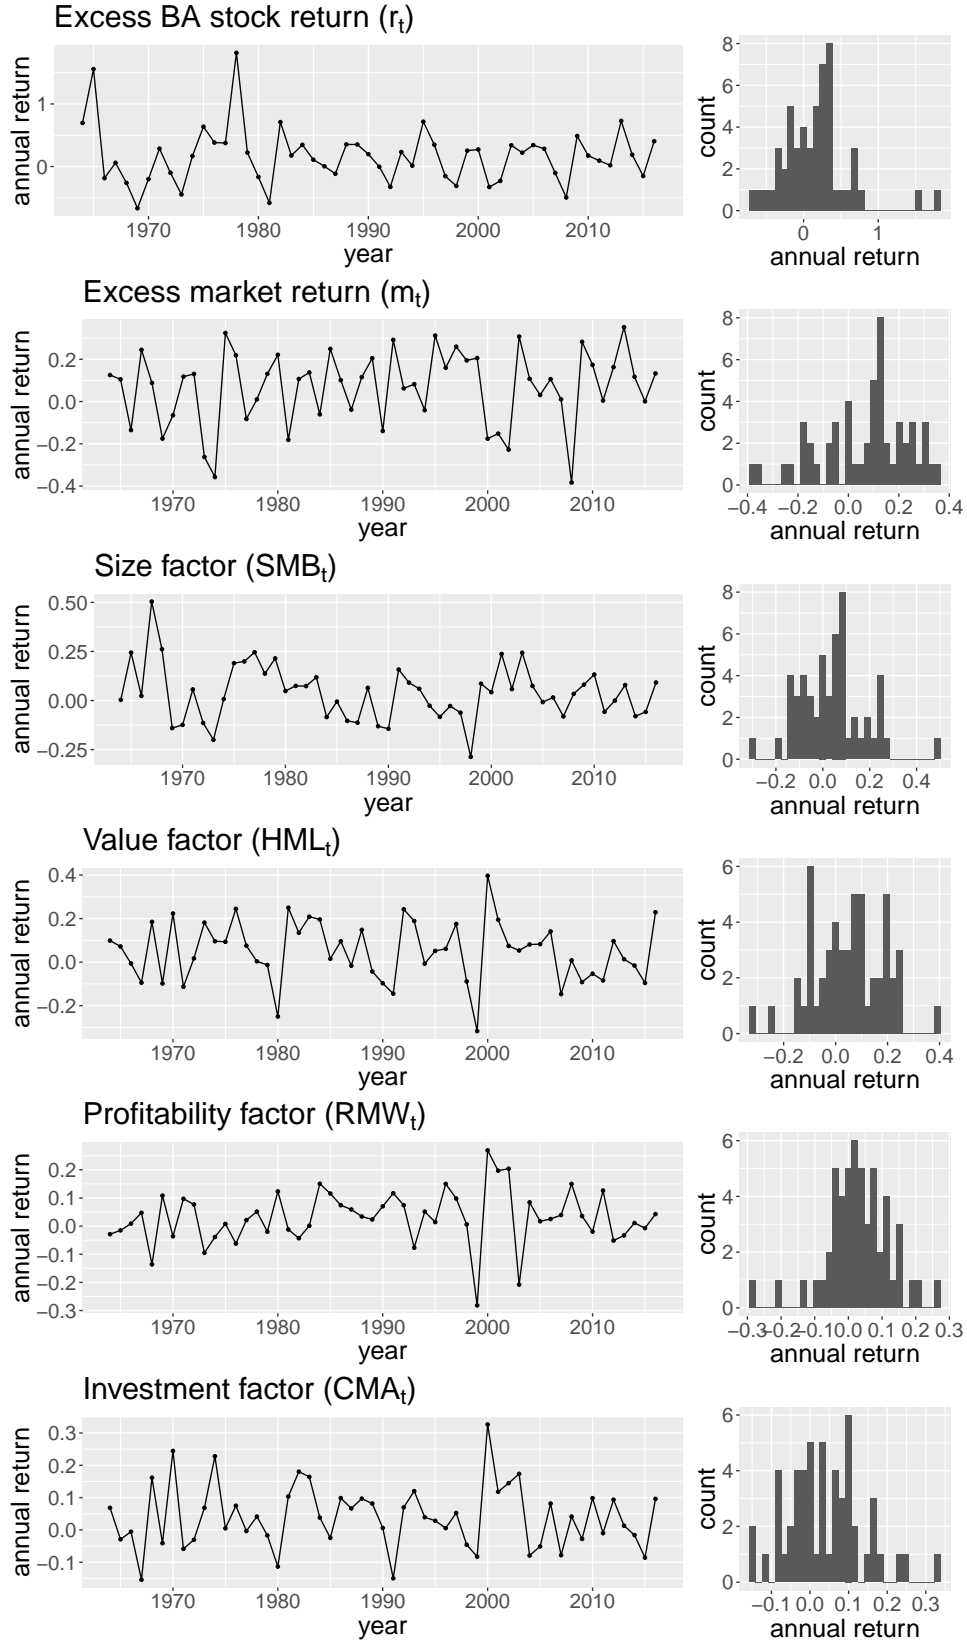 Excess BA stock return (rₜ)
annual return
1
0
1970 1980 1990 2000 2010
year
count
8
6
4
2
0
0 1
annual return
Excess market return (mₜ)
annual return
0.2
0.0
−0.2
−0.4
1970 1980 1990 2000 2010
year
count
8
6
4
2
0
−0.4 −0.2 0.0 0.2 0.4
annual return
Size factor (SMBₜ)
annual return
0.50
0.25
0.00
−0.25
1970 1980 1990 2000 2010
year
count
8
6
4
2
0
−0.2 0.0 0.2 0.4
annual return
Value factor (HMLₜ)
annual return
0.4
0.2
0.0
−0.2
1970 1980 1990 2000 2010
year
count
6
4
2
0
−0.2 0.0 0.2 0.4
annual return
Profitability factor (RMWₜ)
annual return
0.2
0.1
0.0
−0.1
−0.2
−0.3
1970 1980 1990 2000 2010
year
count
6
4
2
0
−0.3 −0.2 −0.1 0.0 0.1 0.2 0.3
annual return
Investment factor (CMAₜ)
annual return
0.3
0.2
0.1
0.0
−0.1
1970 1980 1990 2000 2010
year
count
6
4
2
0
−0.1 0.0 0.1 0.2 0.3
annual return